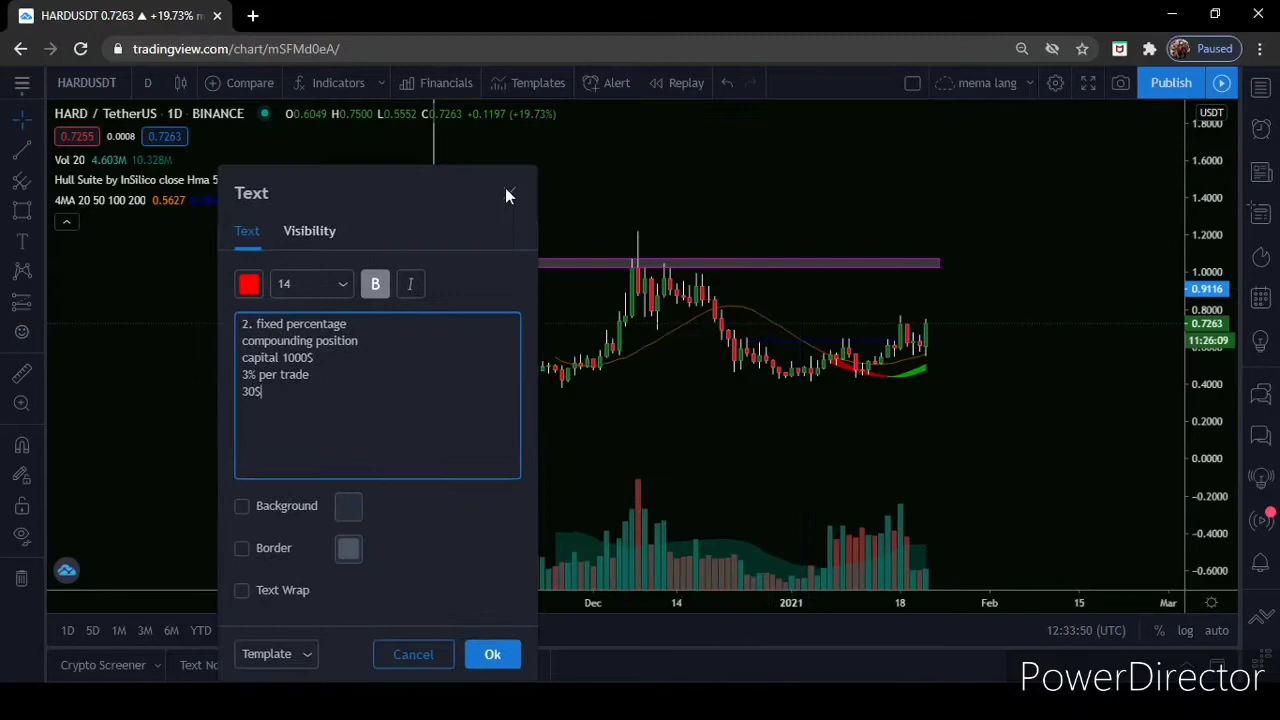 HARDUSDT 0.7263 ▲ +19.73%
tradingview.com/chart/mSFMd0eA/
Paused
HARDUSDT D Compare Indicators Financials Templates Alert Replay mema lang Publish
HARD / TetherUS · 1D · BINANCE O0.6049 H0.7500 L0.5552 C0.7263 +0.1197 (+19.73%)
0.7255 0.0008 0.7263
Vol 20 4.603M 10.328M
Hull Suite by InSilico close Hma 5
4MA 20 50 100 200 0.5627
USDT
1.8000
1.6000
1.4000
1.2000
1.0000
0.9116
0.8000
0.7263
11:26:09
0.4000
0.2000
0.0000
-0.2000
-0.4000
-0.6000
Text
Text Visibility
14 B I
2. fixed percentage
compounding position
capital 1000$
3% per trade
30$
Background
Border
Text Wrap
Template Cancel Ok
Dec 14 2021 18 Feb 15 Mar
1D 5D 1M 3M 6M YTD 12:33:50 (UTC) % log auto
Crypto Screener Text No
PowerDirector